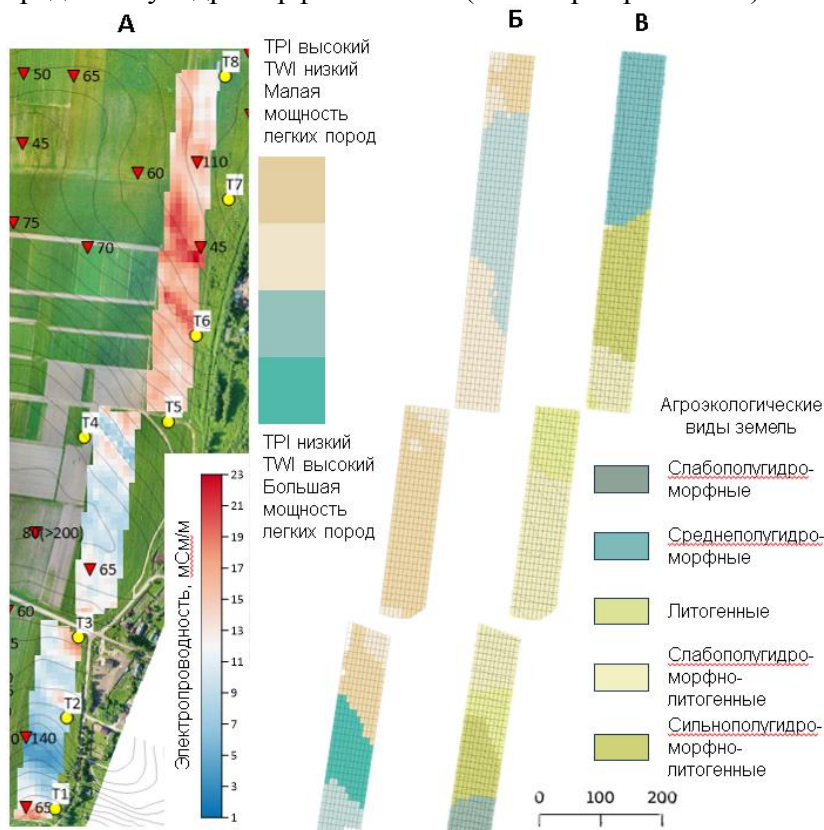 А
Б
В
TPI высокий
TWI низкий
Малая
мощность
легких пород
TPI низкий
TWI высокий
Большая
мощность
легких пород
T8
50
65
45
110
60
T7
75
70
45
T6
T5
T4
(>200)
65
T3
60
T2
140
T1
65
Электропроводность, мСм/м
23
21
19
17
15
13
11
9
7
5
3
1
Агроэкологические
виды земель
Слабополугидро-
морфные
Среднеполугидро-
морфные
Литогенные
Слабополугидро-
морфно-
литогенные
Сильнополугидро-
морфно-
литогенные
0 100 200